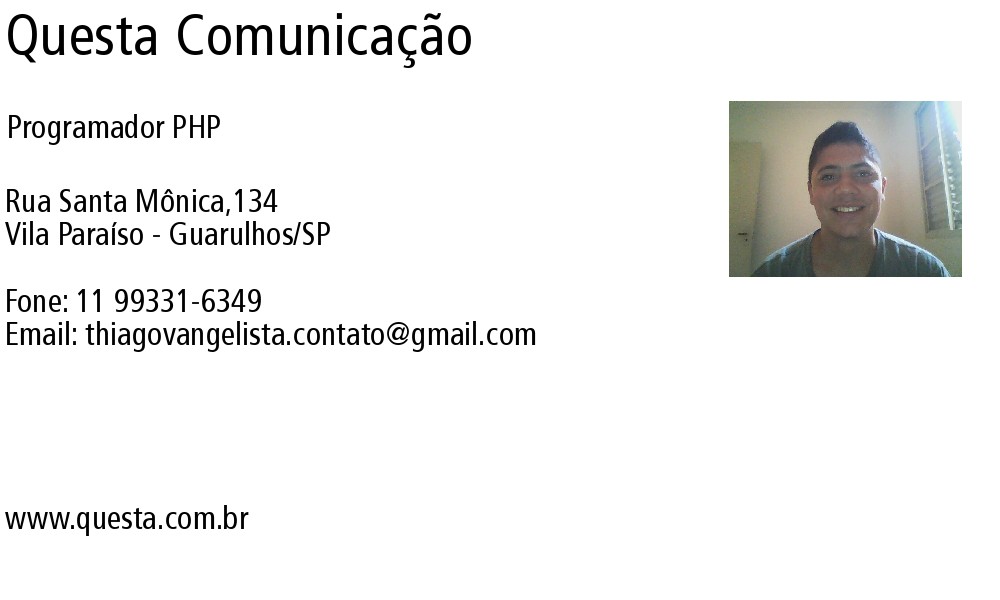 Questa Comunicação
Programador PHP
Rua Santa Mônica,134
Vila Paraíso - Guarulhos/SP
Fone: 11 99331-6349
Email: thiagovangelista.contato@gmail.com
www.questa.com.br